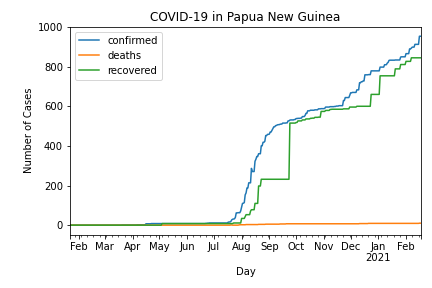 COVID-19 in Papua New Guinea
1000
800
600
400
200
0
Number of Cases
confirmed
deaths
recovered
Feb Mar Apr May Jun Jul Aug Sep Oct Nov Dec Jan Feb
2021
Day